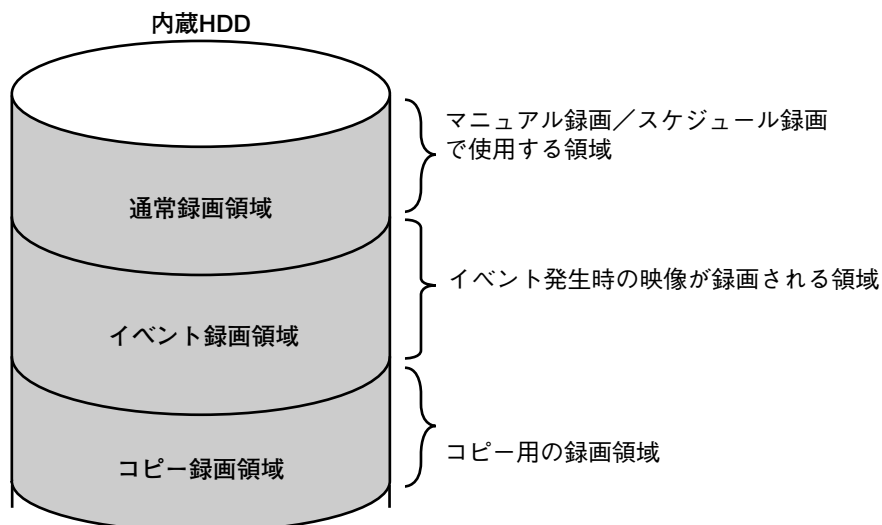 内蔵HDD
マニュアル録画／スケジュール録画
で使用する領域
通常録画領域
イベント発生時の映像が録画される領域
イベント録画領域
コピー用の録画領域
コピー録画領域